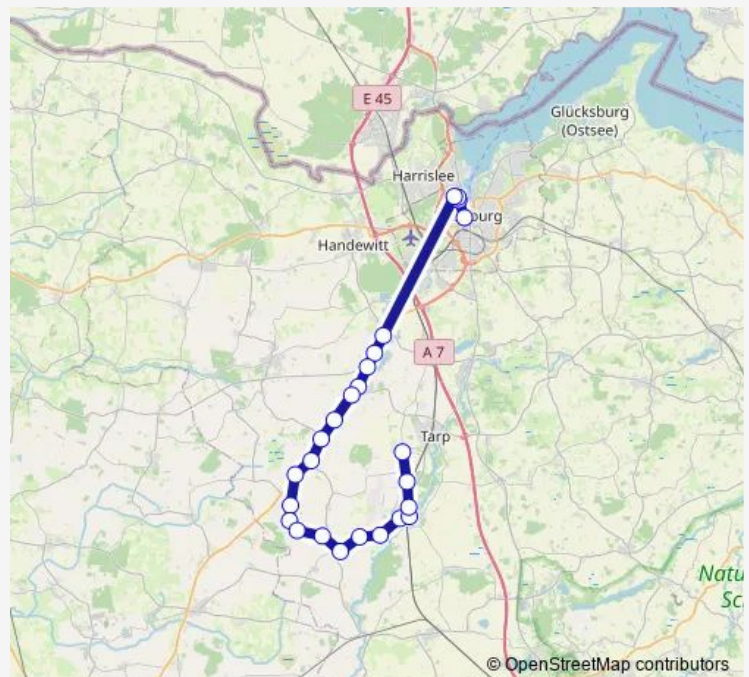 E 45
Glücksburg
(Ostsee)
Harrislee
burg
Handewitt
A 7
Tarp
Natu
Sc
© OpenStreetMap contributors